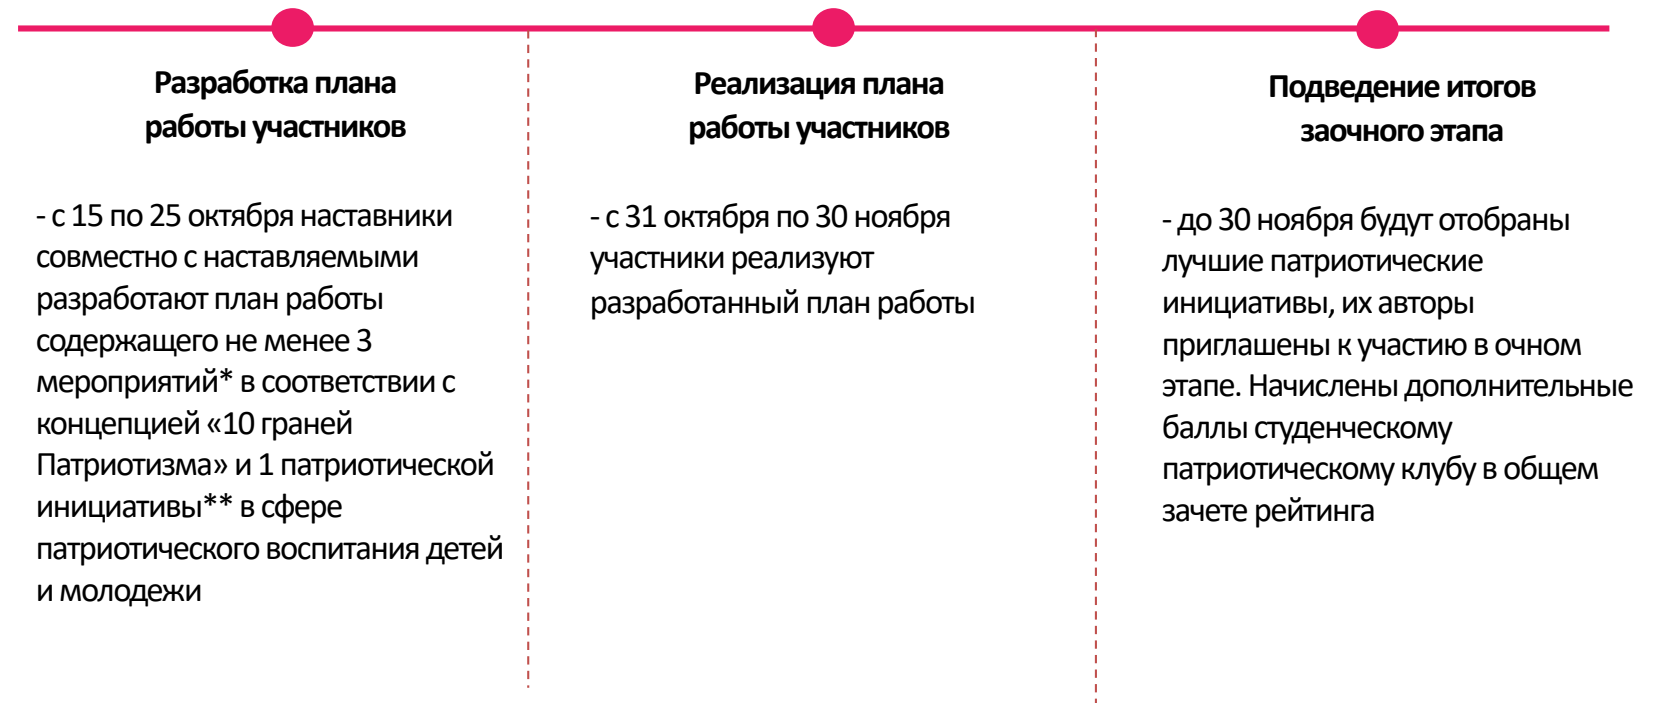 Разработка плана
работы участников
- с 15 по 25 октября наставники
совместно с наставляемыми
разработают план работы
содержащего не менее 3
мероприятий* в соответствии с
концепцией «10 граней
Патриотизма» и 1 патриотической
инициативы** в сфере
патриотического воспитания детей
и молодежи
Реализация плана
работы участников
- с 31 октября по 30 ноября
участники реализуют
разработанный план работы
Подведение итогов
заочного этапа
- до 30 ноября будут отобраны
лучшие патриотические
инициативы, их авторы
приглашены к участию в очном
этапе. Начислены дополнительные
баллы студенческому
патриотическому клубу в общем
зачете рейтинга